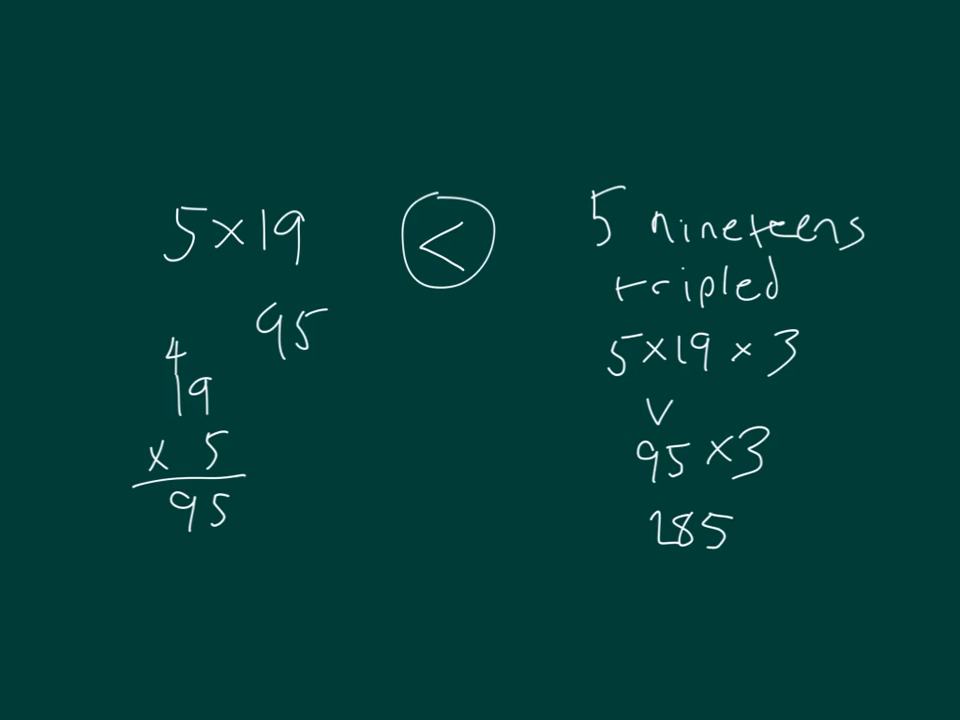 5×19 < 5 nineteens
tripled
95
5×19 × 3
4
19
× 5
95
V
95 ×3
285